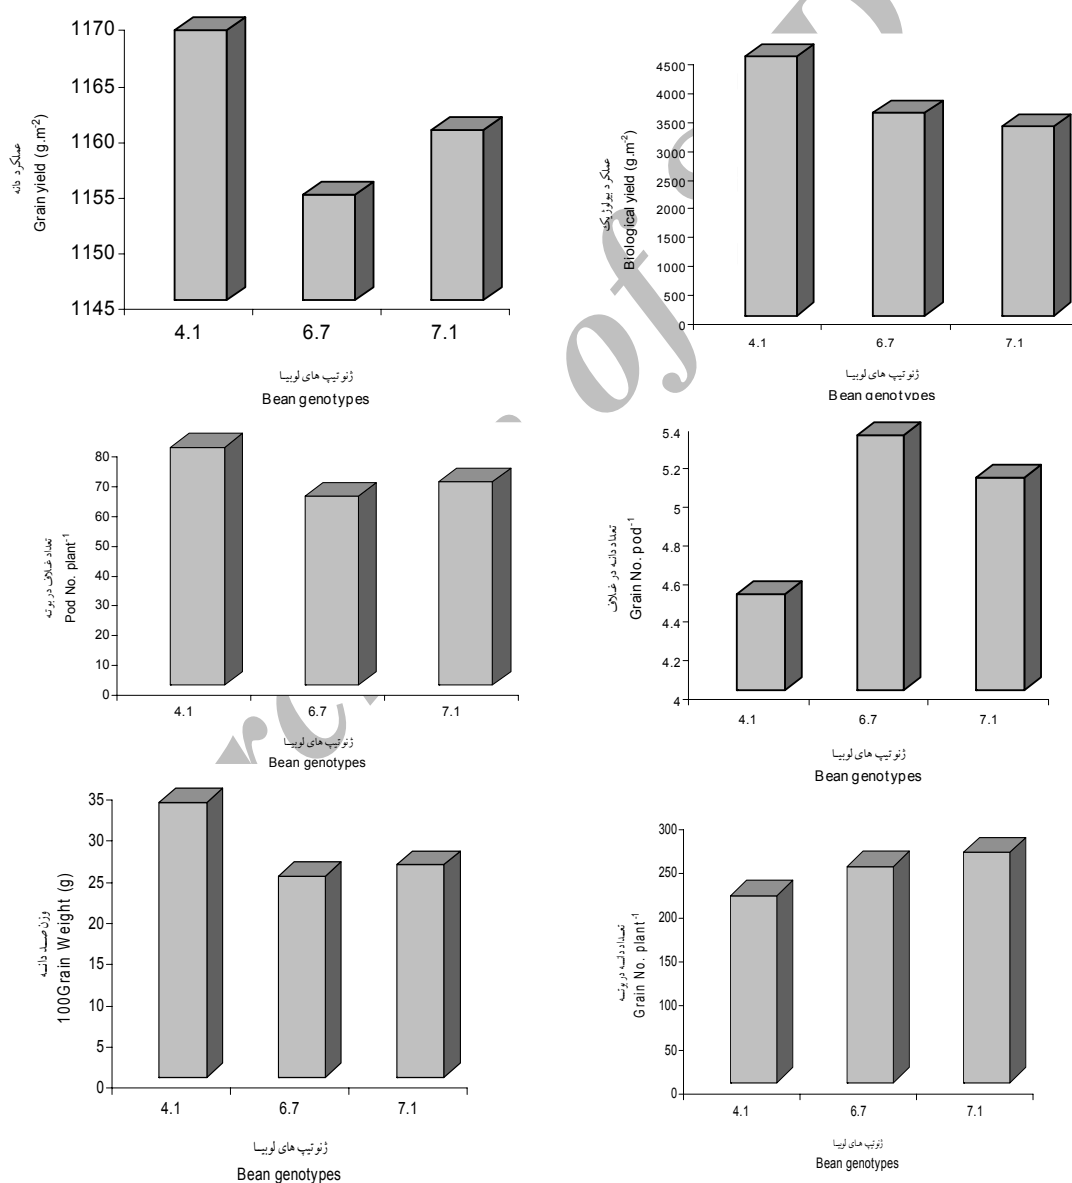 1170
1165
1160
1155
1150
1145
عملکرد دانه
Grain yield (g.m-2)
4.1 6.7 7.1
ژنوتیپ های لوبیا
Bean genotypes
4500
4000
3500
3000
2500
2000
1500
1000
500
0
عملکرد بیولوژیک
Biological yield (g.m-2)
4.1 6.7 7.1
ژنوتیپ های لوبیا
Bean genotypes
80
70
60
50
40
30
20
10
0
تعداد غلاف در بوته
Pod No. plant-1
4.1 6.7 7.1
ژنوتیپ های لوبیا
Bean genotypes
5.4
5.2
5
4.8
4.6
4.4
4.2
4
تعداد دانه در غلاف
Grain No. pod-1
4.1 6.7 7.1
ژنوتیپ های لوبیا
Bean genotypes
35
30
25
20
15
10
5
0
وزن صد دانه
100Grain Weight (g)
4.1 6.7 7.1
ژنوتیپ های لوبیا
Bean genotypes
300
250
200
150
100
50
0
تعداد دانه در بوته
Grain No. plant-1
4.1 6.7 7.1
ژنوتیپ های لوبیا
Bean genotypes
of